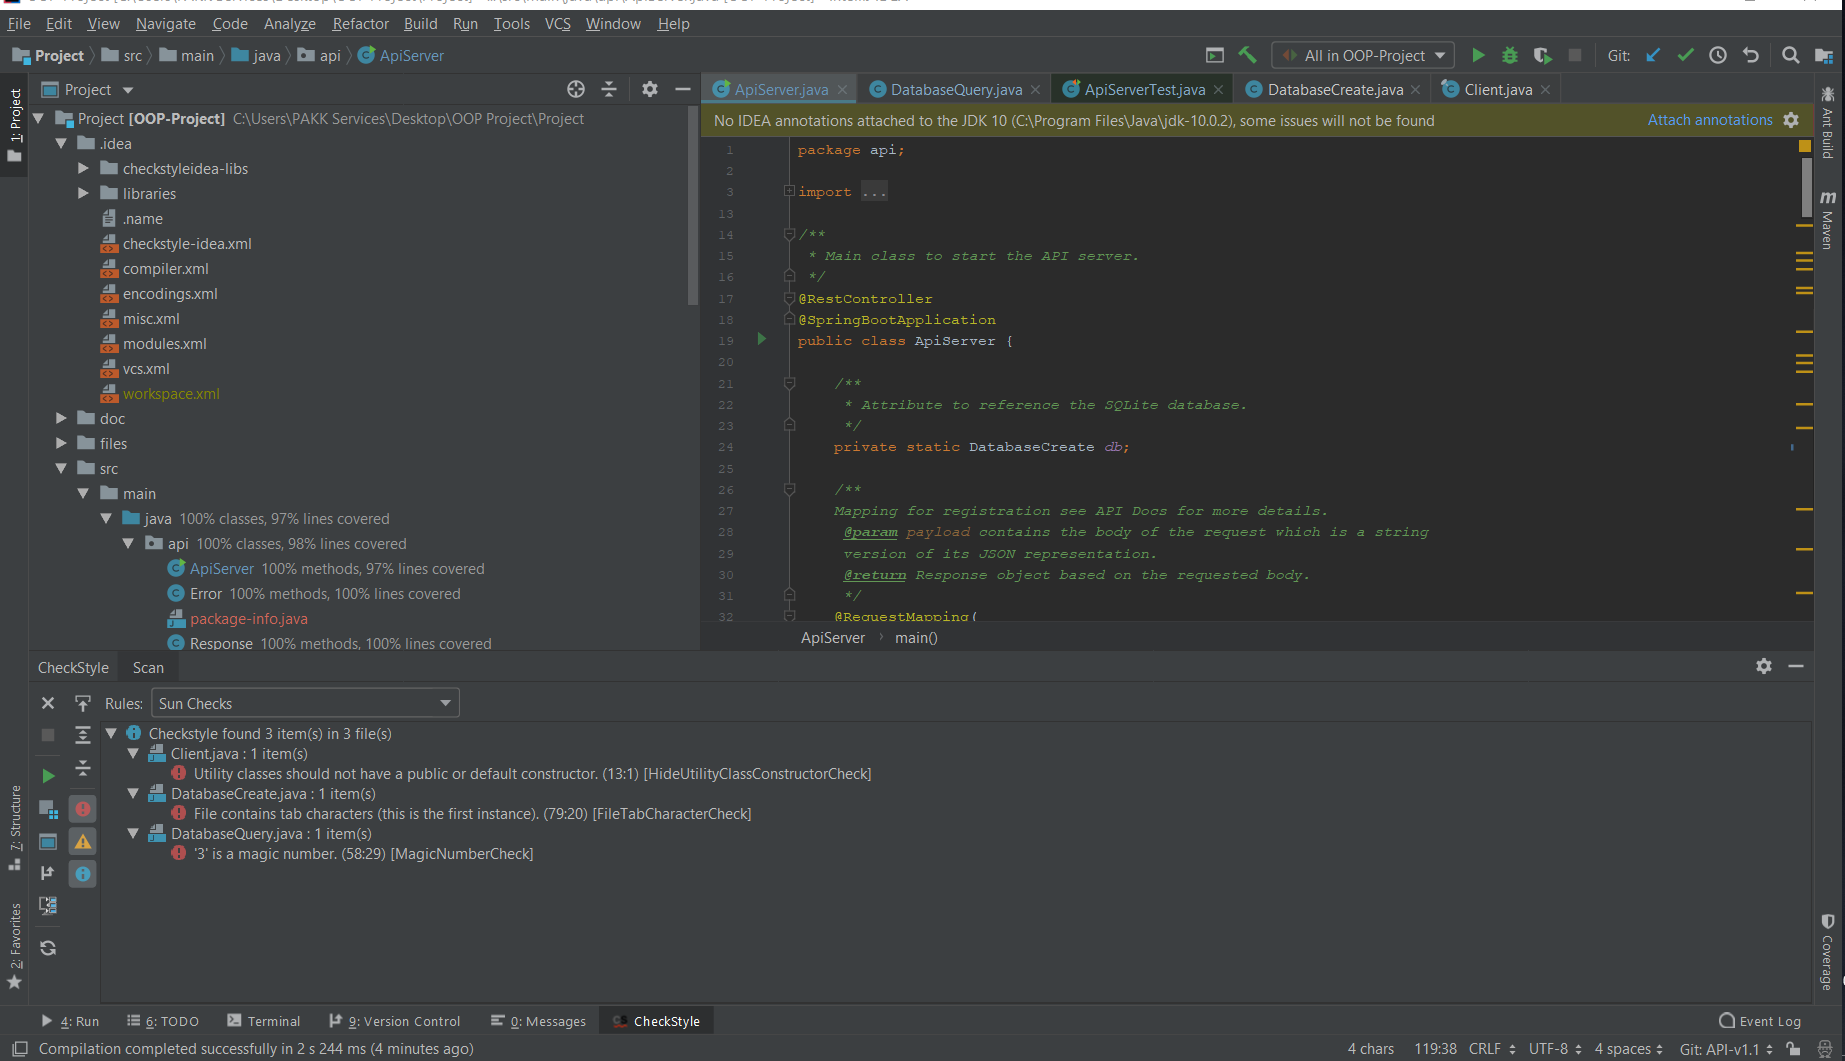 File Edit View Navigate Code Analyze Refactor Build Run Tools VCS Window Help
Project src main java api ApiServer
All in OOP-Project Git:
1: Project
Project
ApiServer.java DatabaseQuery.java ApiServerTest.java DatabaseCreate.java Client.java
Project [OOP-Project] C:\Users\PAKK Services\Desktop\OOP Project\Project
.idea
checkstyleidea-libs
libraries
.name
checkstyle-idea.xml
compiler.xml
encodings.xml
misc.xml
modules.xml
vcs.xml
workspace.xml
doc
files
src
main
java 100% classes, 97% lines covered
api 100% classes, 98% lines covered
ApiServer 100% methods, 97% lines covered
Error 100% methods, 100% lines covered
package-info.java
Response 100% methods, 100% lines covered
No IDEA annotations attached to the JDK 10 (C:\Program Files\Java\jdk-10.0.2), some issues will not be found Attach annotations
1 package api;
2
3 import ...
13
14 /**
15 * Main class to start the API server.
16 */
17 @RestController
18 @SpringBootApplication
19 public class ApiServer {
20
21 /**
22 * Attribute to reference the SQLite database.
23 */
24 private static DatabaseCreate db;
25
26 /**
27 Mapping for registration see API Docs for more details.
28 @param payload contains the body of the request which is a string
29 version of its JSON representation.
30 @return Response object based on the requested body.
31 */
32 @RequestMapping(
ApiServer › main()
Ant Build
m Maven
CheckStyle Scan
Rules: Sun Checks
Checkstyle found 3 item(s) in 3 file(s)
Client.java : 1 item(s)
Utility classes should not have a public or default constructor. (13:1) [HideUtilityClassConstructorCheck]
DatabaseCreate.java : 1 item(s)
File contains tab characters (this is the first instance). (79:20) [FileTabCharacterCheck]
DatabaseQuery.java : 1 item(s)
'3' is a magic number. (58:29) [MagicNumberCheck]
7: Structure
2: Favorites
Coverage
4: Run 6: TODO Terminal 9: Version Control 0: Messages CheckStyle Event Log
Compilation completed successfully in 2 s 244 ms (4 minutes ago) 4 chars 119:38 CRLF UTF-8 4 spaces Git: API-v1.1